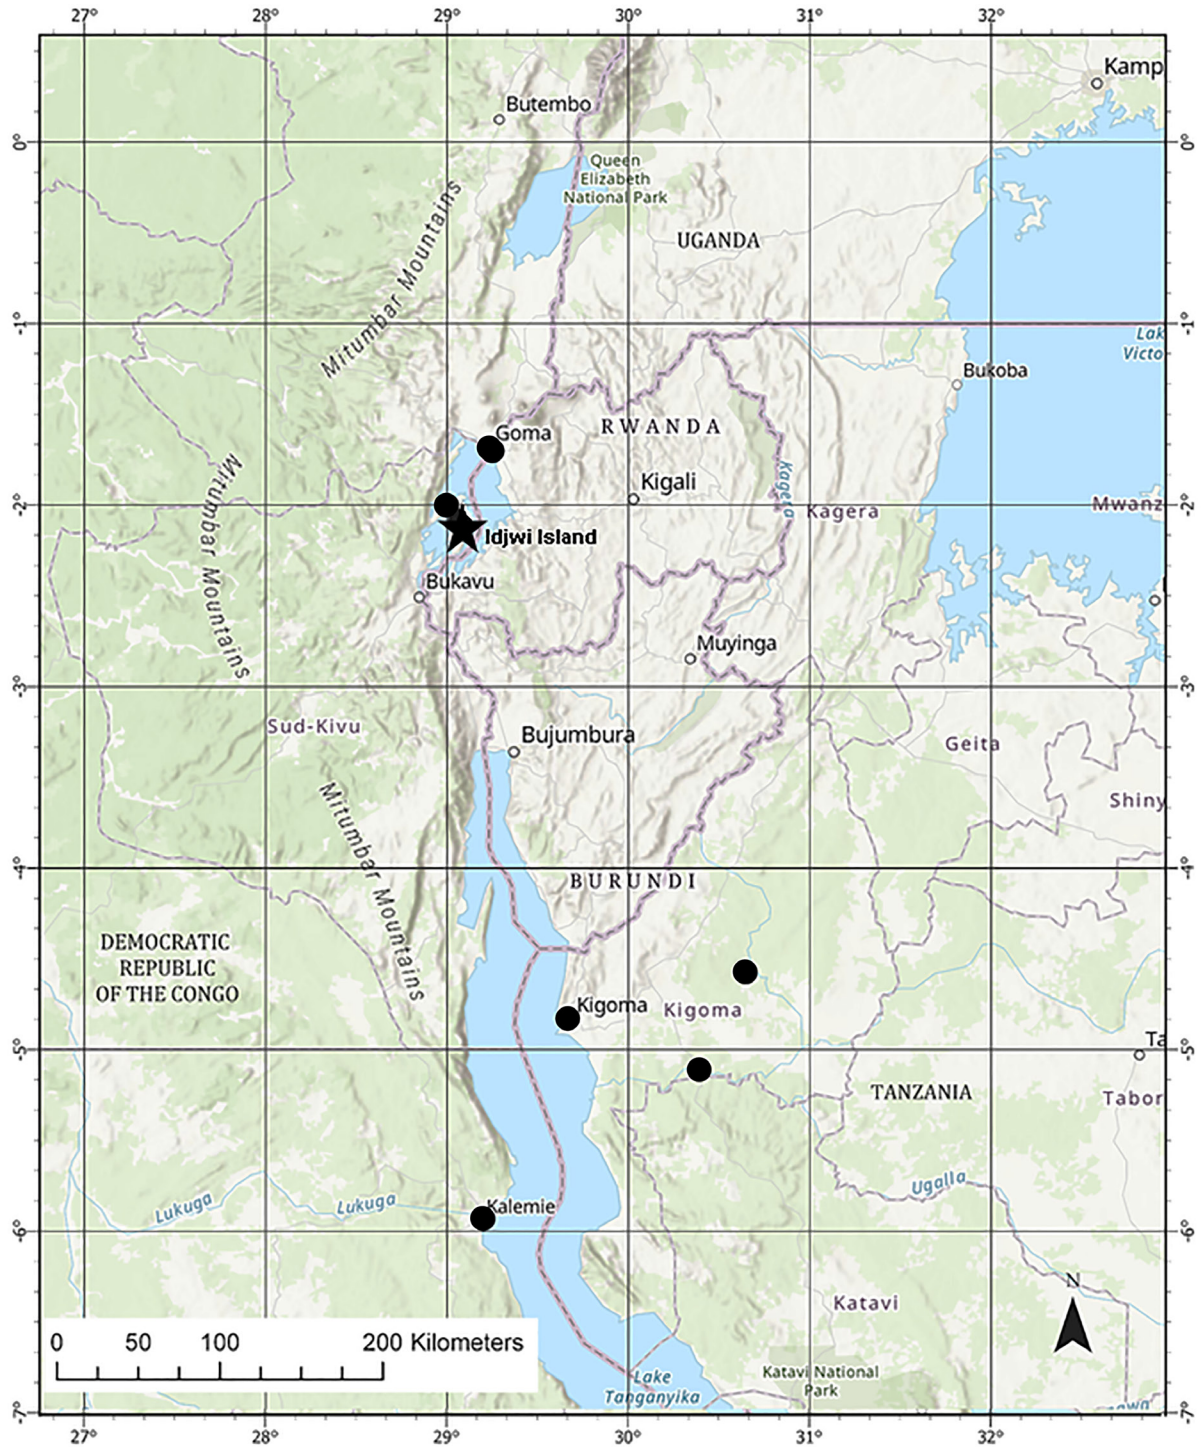 27° 28° 29° 30° 31° 32°
Kamp
Butembo
0° 0°
Queen
Elizabeth
National Park
Mitumbar Mountains
UGANDA
-1° -1°
Lak
Victo
Bukoba
Goma
RWANDA
Mitumbar Mountains
Kigali
Kagera
-2° -2°
Kagera
Mwanz
Idjwi Island
Bukavu
Muyinga
-3° -3°
Sud-Kivu
Bujumbura
Geita
Mitumbar Mountains
Shiny
-4° -4°
BURUNDI
DEMOCRATIC
REPUBLIC
OF THE CONGO
Kigoma
Kigoma
-5° -5°
Ta
TANZANIA
Tabor
Ugalla
Lukuga
Lukuga
Kalemie
-6° -6°
N
Katavi
0 50 100 200 Kilometers
Lake
Tanganyika
Katavi National
Park
-7° -7°
27° 28° 29° 30° 31° 32°